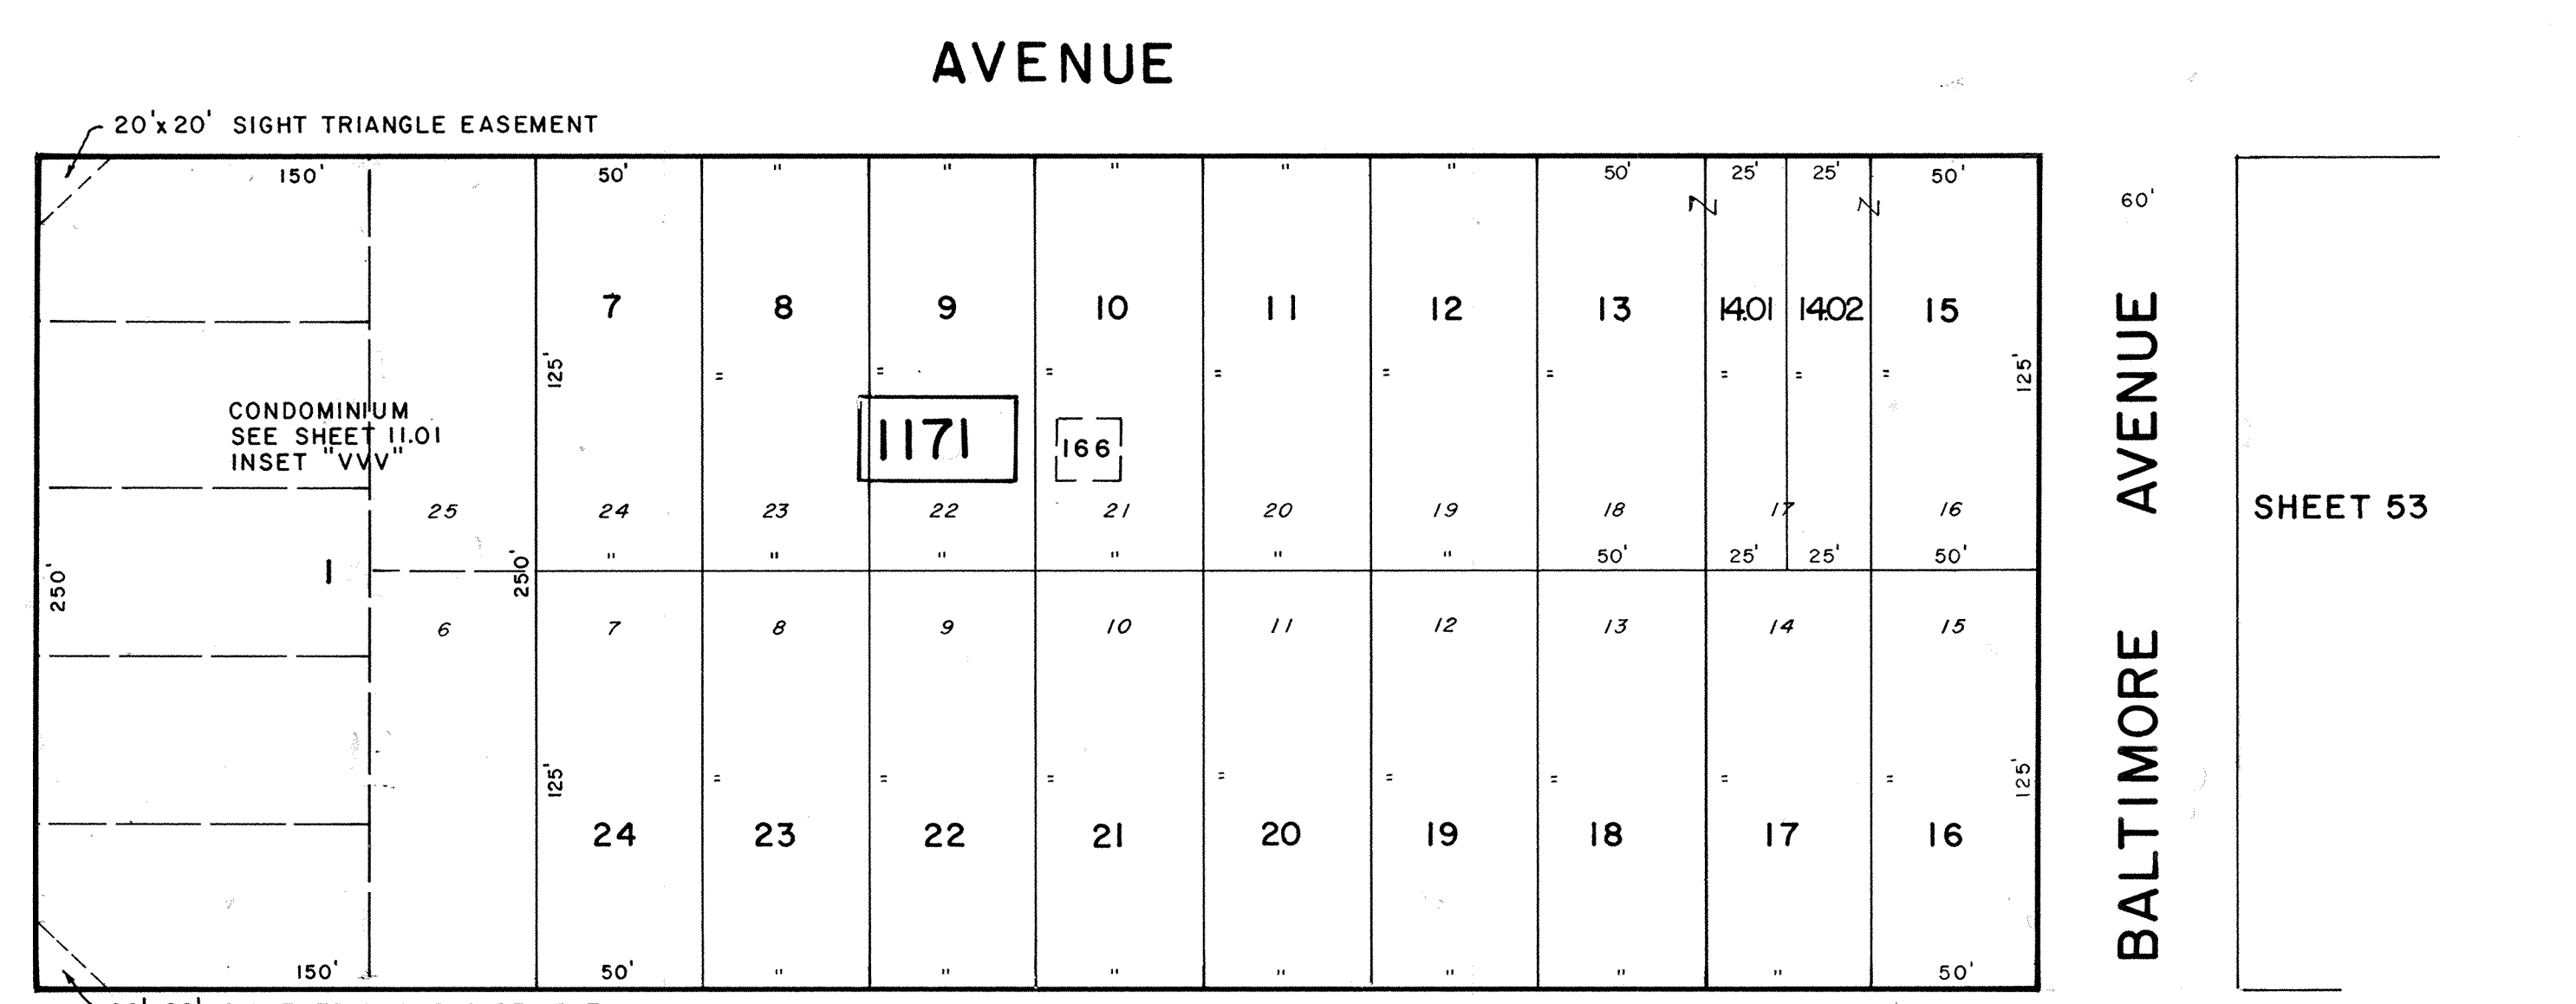 AVENUE
20'x20' SIGHT TRIANGLE EASEMENT
150' 50' " " " " " 50' 25' 25' 50'
60'
7 8 9 10 11 12 13 14.01 14.02 15
125' " " " " " " " " 125'
CONDOMINIUM
SEE SHEET 11.01
INSET "VVV"
1171
166
25 24 23 22 21 20 19 18 17 16
SHEET 53
" " " " " " 50' 25' 25' 50'
250' 1 250'
6 7 8 9 10 11 12 13 14 15
125' " " " " " " " " 125'
24 23 22 21 20 19 18 17 16
150' 50' " " " " " " " 50'
BALTIMORE AVENUE